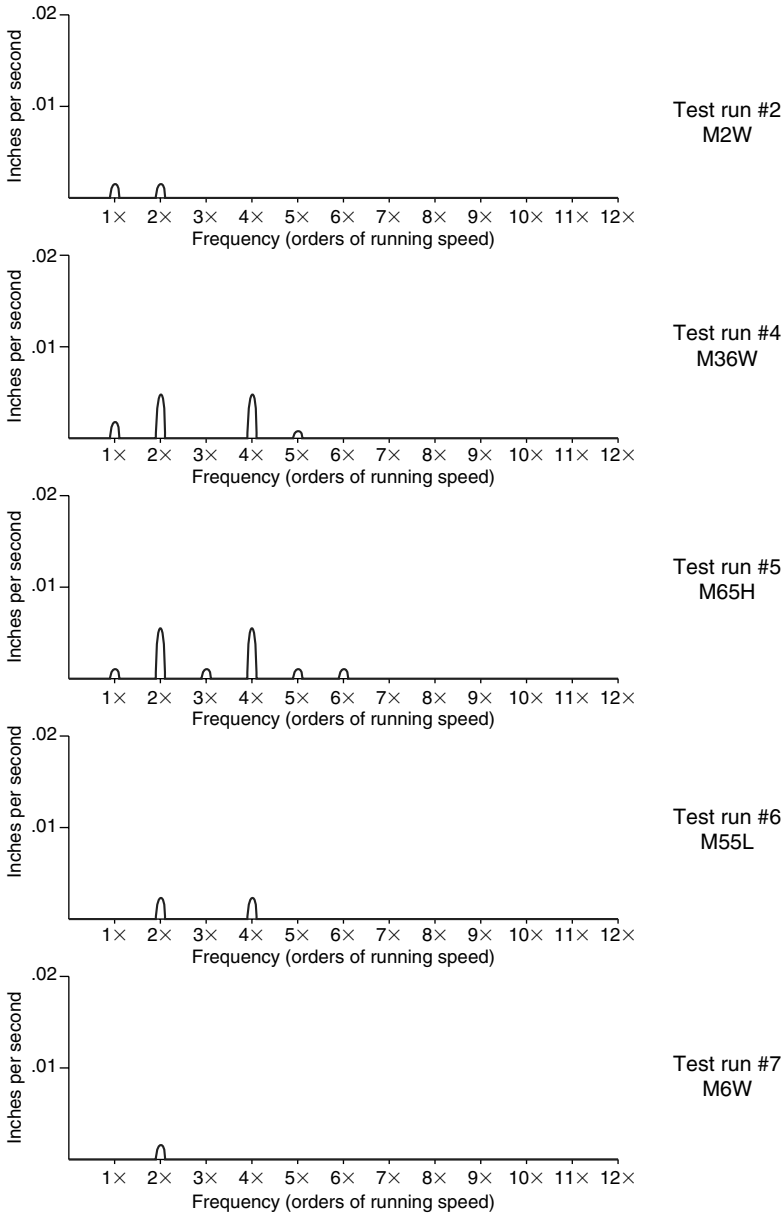 .02
.01
Inches per second
1× 2× 3× 4× 5× 6× 7× 8× 9× 10× 11× 12×
Frequency (orders of running speed)
Test run #2
M2W
.02
.01
Inches per second
1× 2× 3× 4× 5× 6× 7× 8× 9× 10× 11× 12×
Frequency (orders of running speed)
Test run #4
M36W
.02
.01
Inches per second
1× 2× 3× 4× 5× 6× 7× 8× 9× 10× 11× 12×
Frequency (orders of running speed)
Test run #5
M65H
.02
.01
Inches per second
1× 2× 3× 4× 5× 6× 7× 8× 9× 10× 11× 12×
Frequency (orders of running speed)
Test run #6
M55L
.02
.01
Inches per second
1× 2× 3× 4× 5× 6× 7× 8× 9× 10× 11× 12×
Frequency (orders of running speed)
Test run #7
M6W